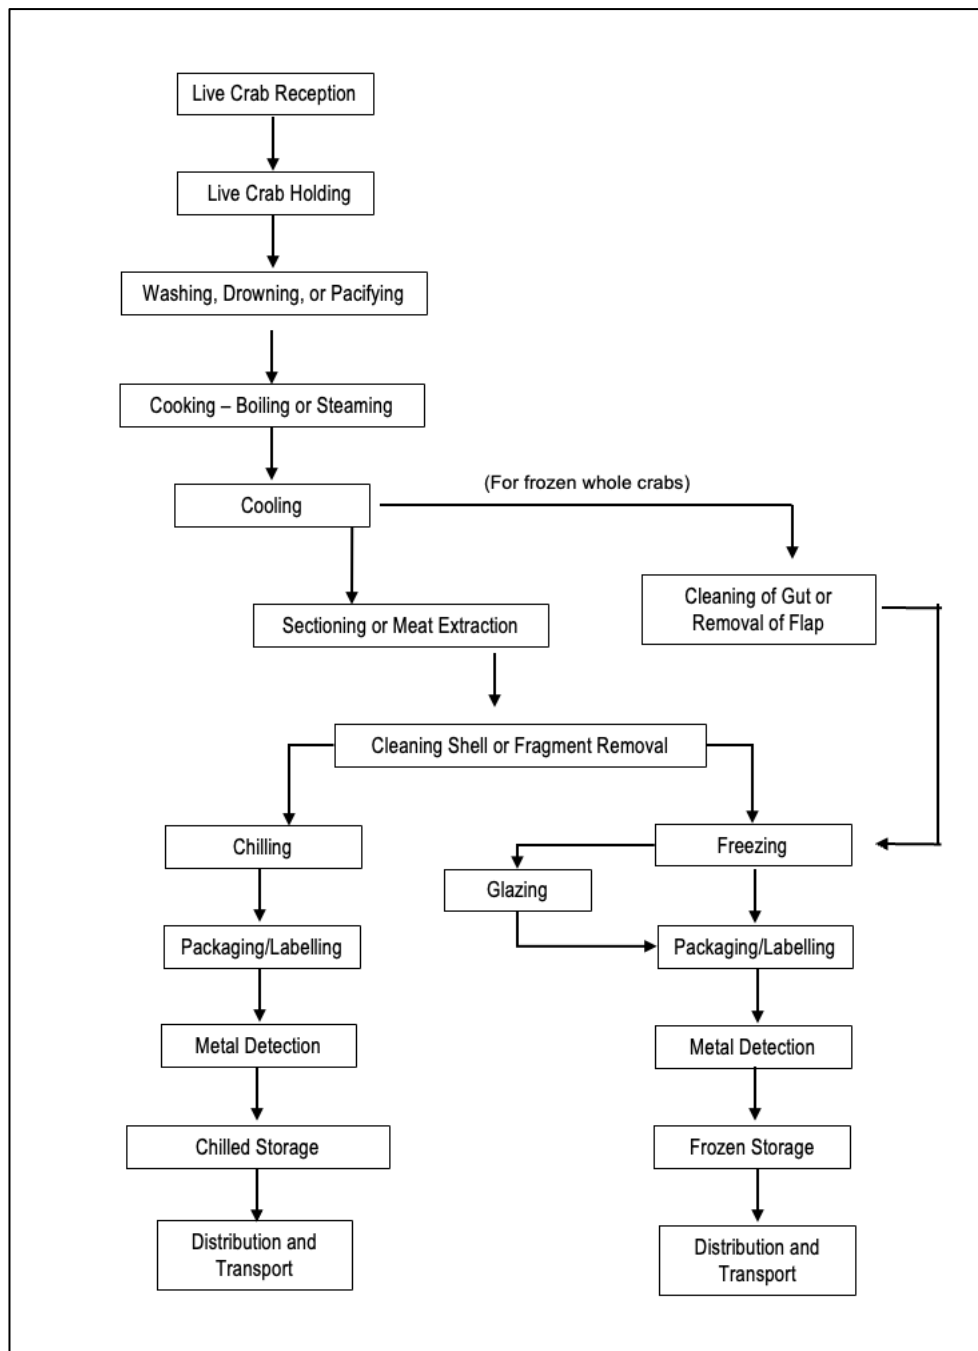 Live Crab Reception
Live Crab Holding
Washing, Drowning, or Pacifying
Cooking – Boiling or Steaming
(For frozen whole crabs)
Cooling
Cleaning of Gut or
Removal of Flap
Sectioning or Meat Extraction
Cleaning Shell or Fragment Removal
Chilling
Freezing
Glazing
Packaging/Labelling
Packaging/Labelling
Metal Detection
Metal Detection
Chilled Storage
Frozen Storage
Distribution and
Transport
Distribution and
Transport